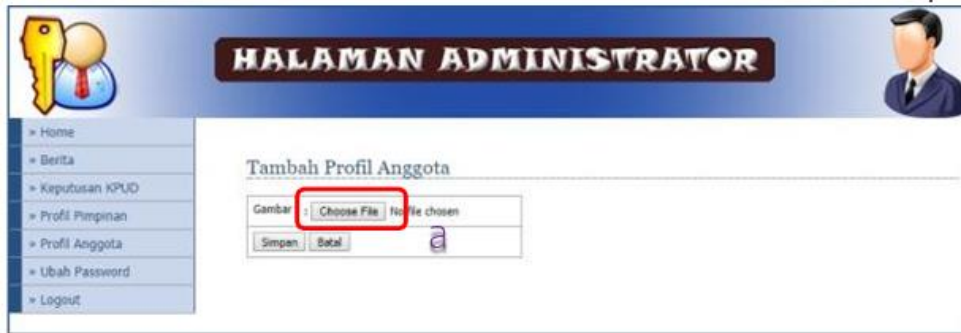 HALAMAN ADMINISTRATOR
» Home
» Berita
» Keputusan KPUD
» Profil Pimpinan
» Profil Anggota
» Ubah Password
» Logout
Tambah Profil Anggota
Gambar : Choose File No file chosen
Simpan Batal
a